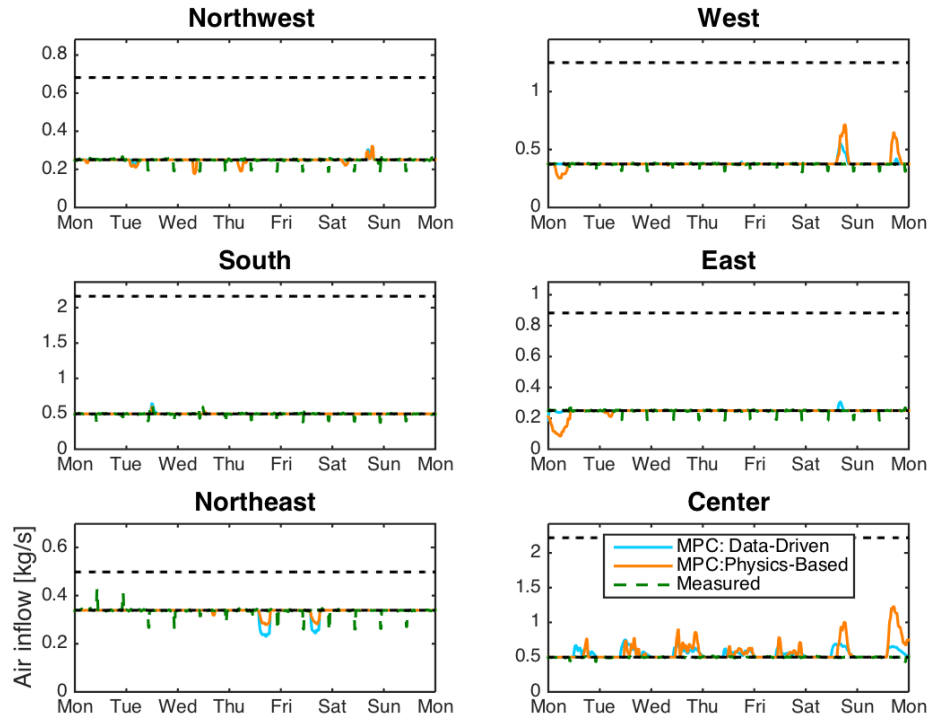 Northwest
0.8
0.6
0.4
0.2
0
Mon Tue Wed Thu Fri Sat Sun Mon
West
1
0.5
0
Mon Tue Wed Thu Fri Sat Sun Mon
South
2
1.5
1
0.5
0
Mon Tue Wed Thu Fri Sat Sun Mon
East
1
0.8
0.6
0.4
0.2
0
Mon Tue Wed Thu Fri Sat Sun Mon
Northeast
Air inflow [kg/s]
0.6
0.4
0.2
0
Mon Tue Wed Thu Fri Sat Sun Mon
Center
MPC: Data-Driven
MPC:Physics-Based
Measured
2
1.5
1
0.5
0
Mon Tue Wed Thu Fri Sat Sun Mon